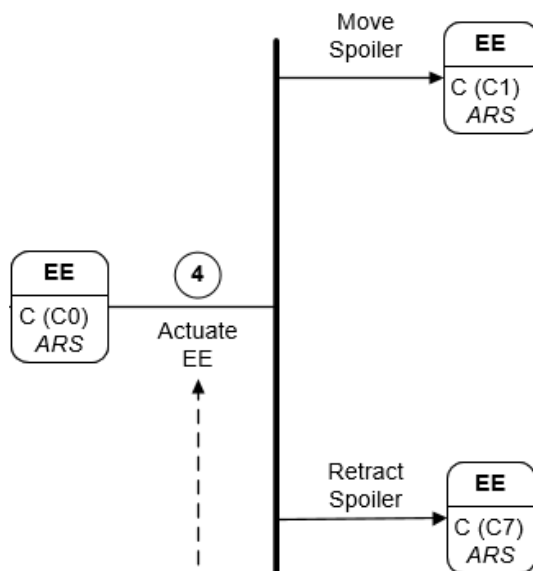 Move
Spoiler
EE
C (C1)
ARS
EE
C (C0)
ARS
4
Actuate
EE
Retract
Spoiler
EE
C (C7)
ARS